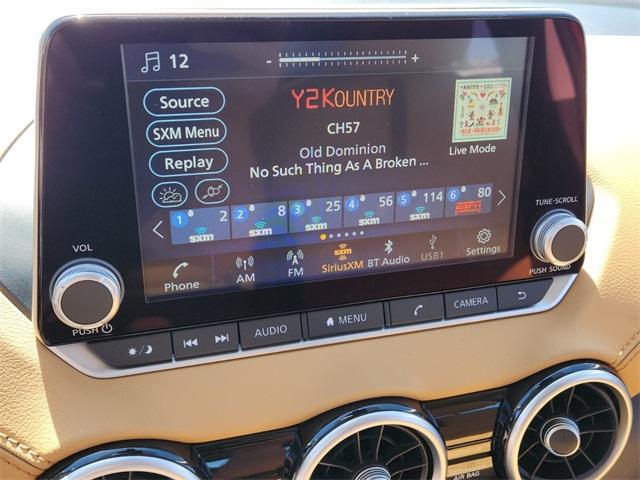 12
- +
Source
SXM Menu
Replay
Y2KOUNTRY
CH57
Old Dominion
No Such Thing As A Broken ...
Live Mode
1 2 sxm
2 8 sxm
3 25 sxm
4 56 sxm
5 114 sxm
6 80 ESPN
Phone
AM
FM
sxm
SiriusXM
BT Audio
USB1
Settings
VOL
PUSH
TUNE-SCROLL
PUSH SOUND
AUDIO
MENU
CAMERA
AIR BAG